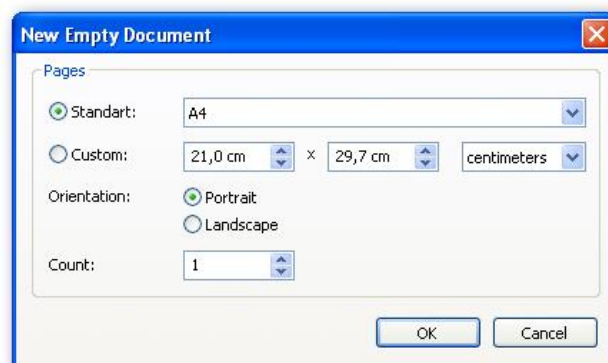 New Empty Document
Pages
Standart: A4
Custom: 21,0 cm x 29,7 cm centimeters
Orientation: Portrait
Landscape
Count: 1
OK Cancel